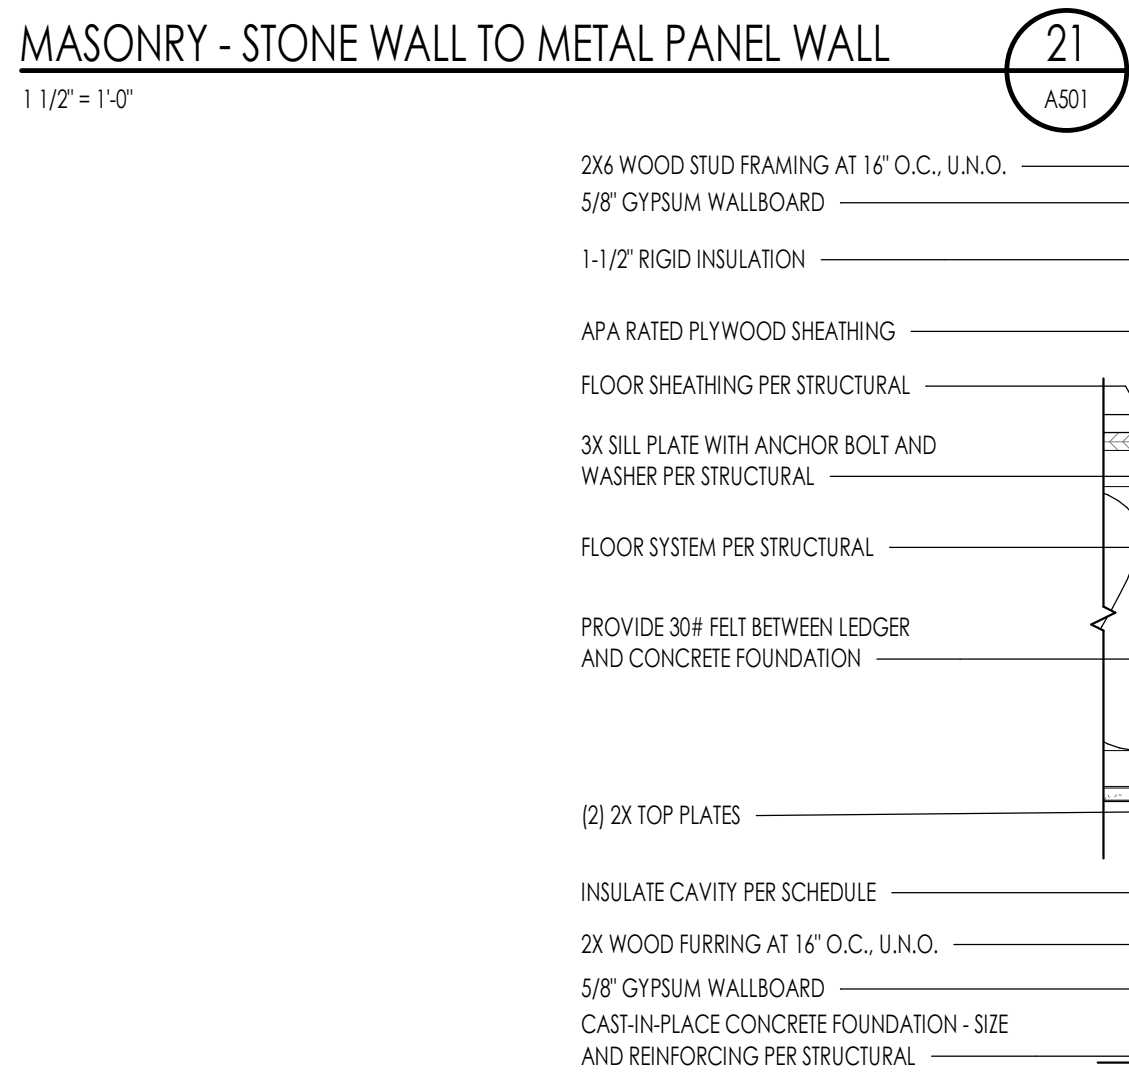 MASONRY - STONE WALL TO METAL PANEL WALL
21
1 1/2" = 1'-0"
A501
2X6 WOOD STUD FRAMING AT 16" O.C., U.N.O.
5/8" GYPSUM WALLBOARD
1-1/2" RIGID INSULATION
APA RATED PLYWOOD SHEATHING
FLOOR SHEATHING PER STRUCTURAL
3X SILL PLATE WITH ANCHOR BOLT AND
WASHER PER STRUCTURAL
FLOOR SYSTEM PER STRUCTURAL
PROVIDE 30# FELT BETWEEN LEDGER
AND CONCRETE FOUNDATION
(2) 2X TOP PLATES
INSULATE CAVITY PER SCHEDULE
2X WOOD FURRING AT 16" O.C., U.N.O.
5/8" GYPSUM WALLBOARD
CAST-IN-PLACE CONCRETE FOUNDATION - SIZE
AND REINFORCING PER STRUCTURAL